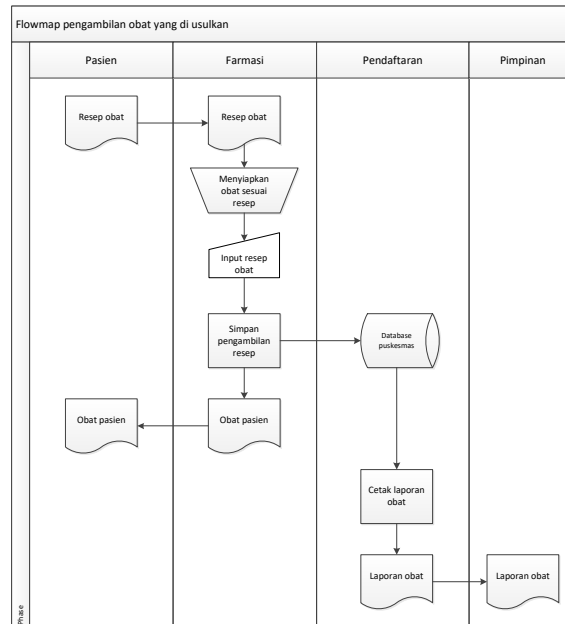 Flowmap pengambilan obat yang di usulkan
Pasien
Farmasi
Pendaftaran
Pimpinan
Resep obat
Resep obat
Menyiapkan
obat sesuai
resep
Input resep
obat
Simpan
pengambilan
resep
Database
puskesmas
Obat pasien
Obat pasien
Cetak laporan
obat
Laporan obat
Laporan obat
Phase